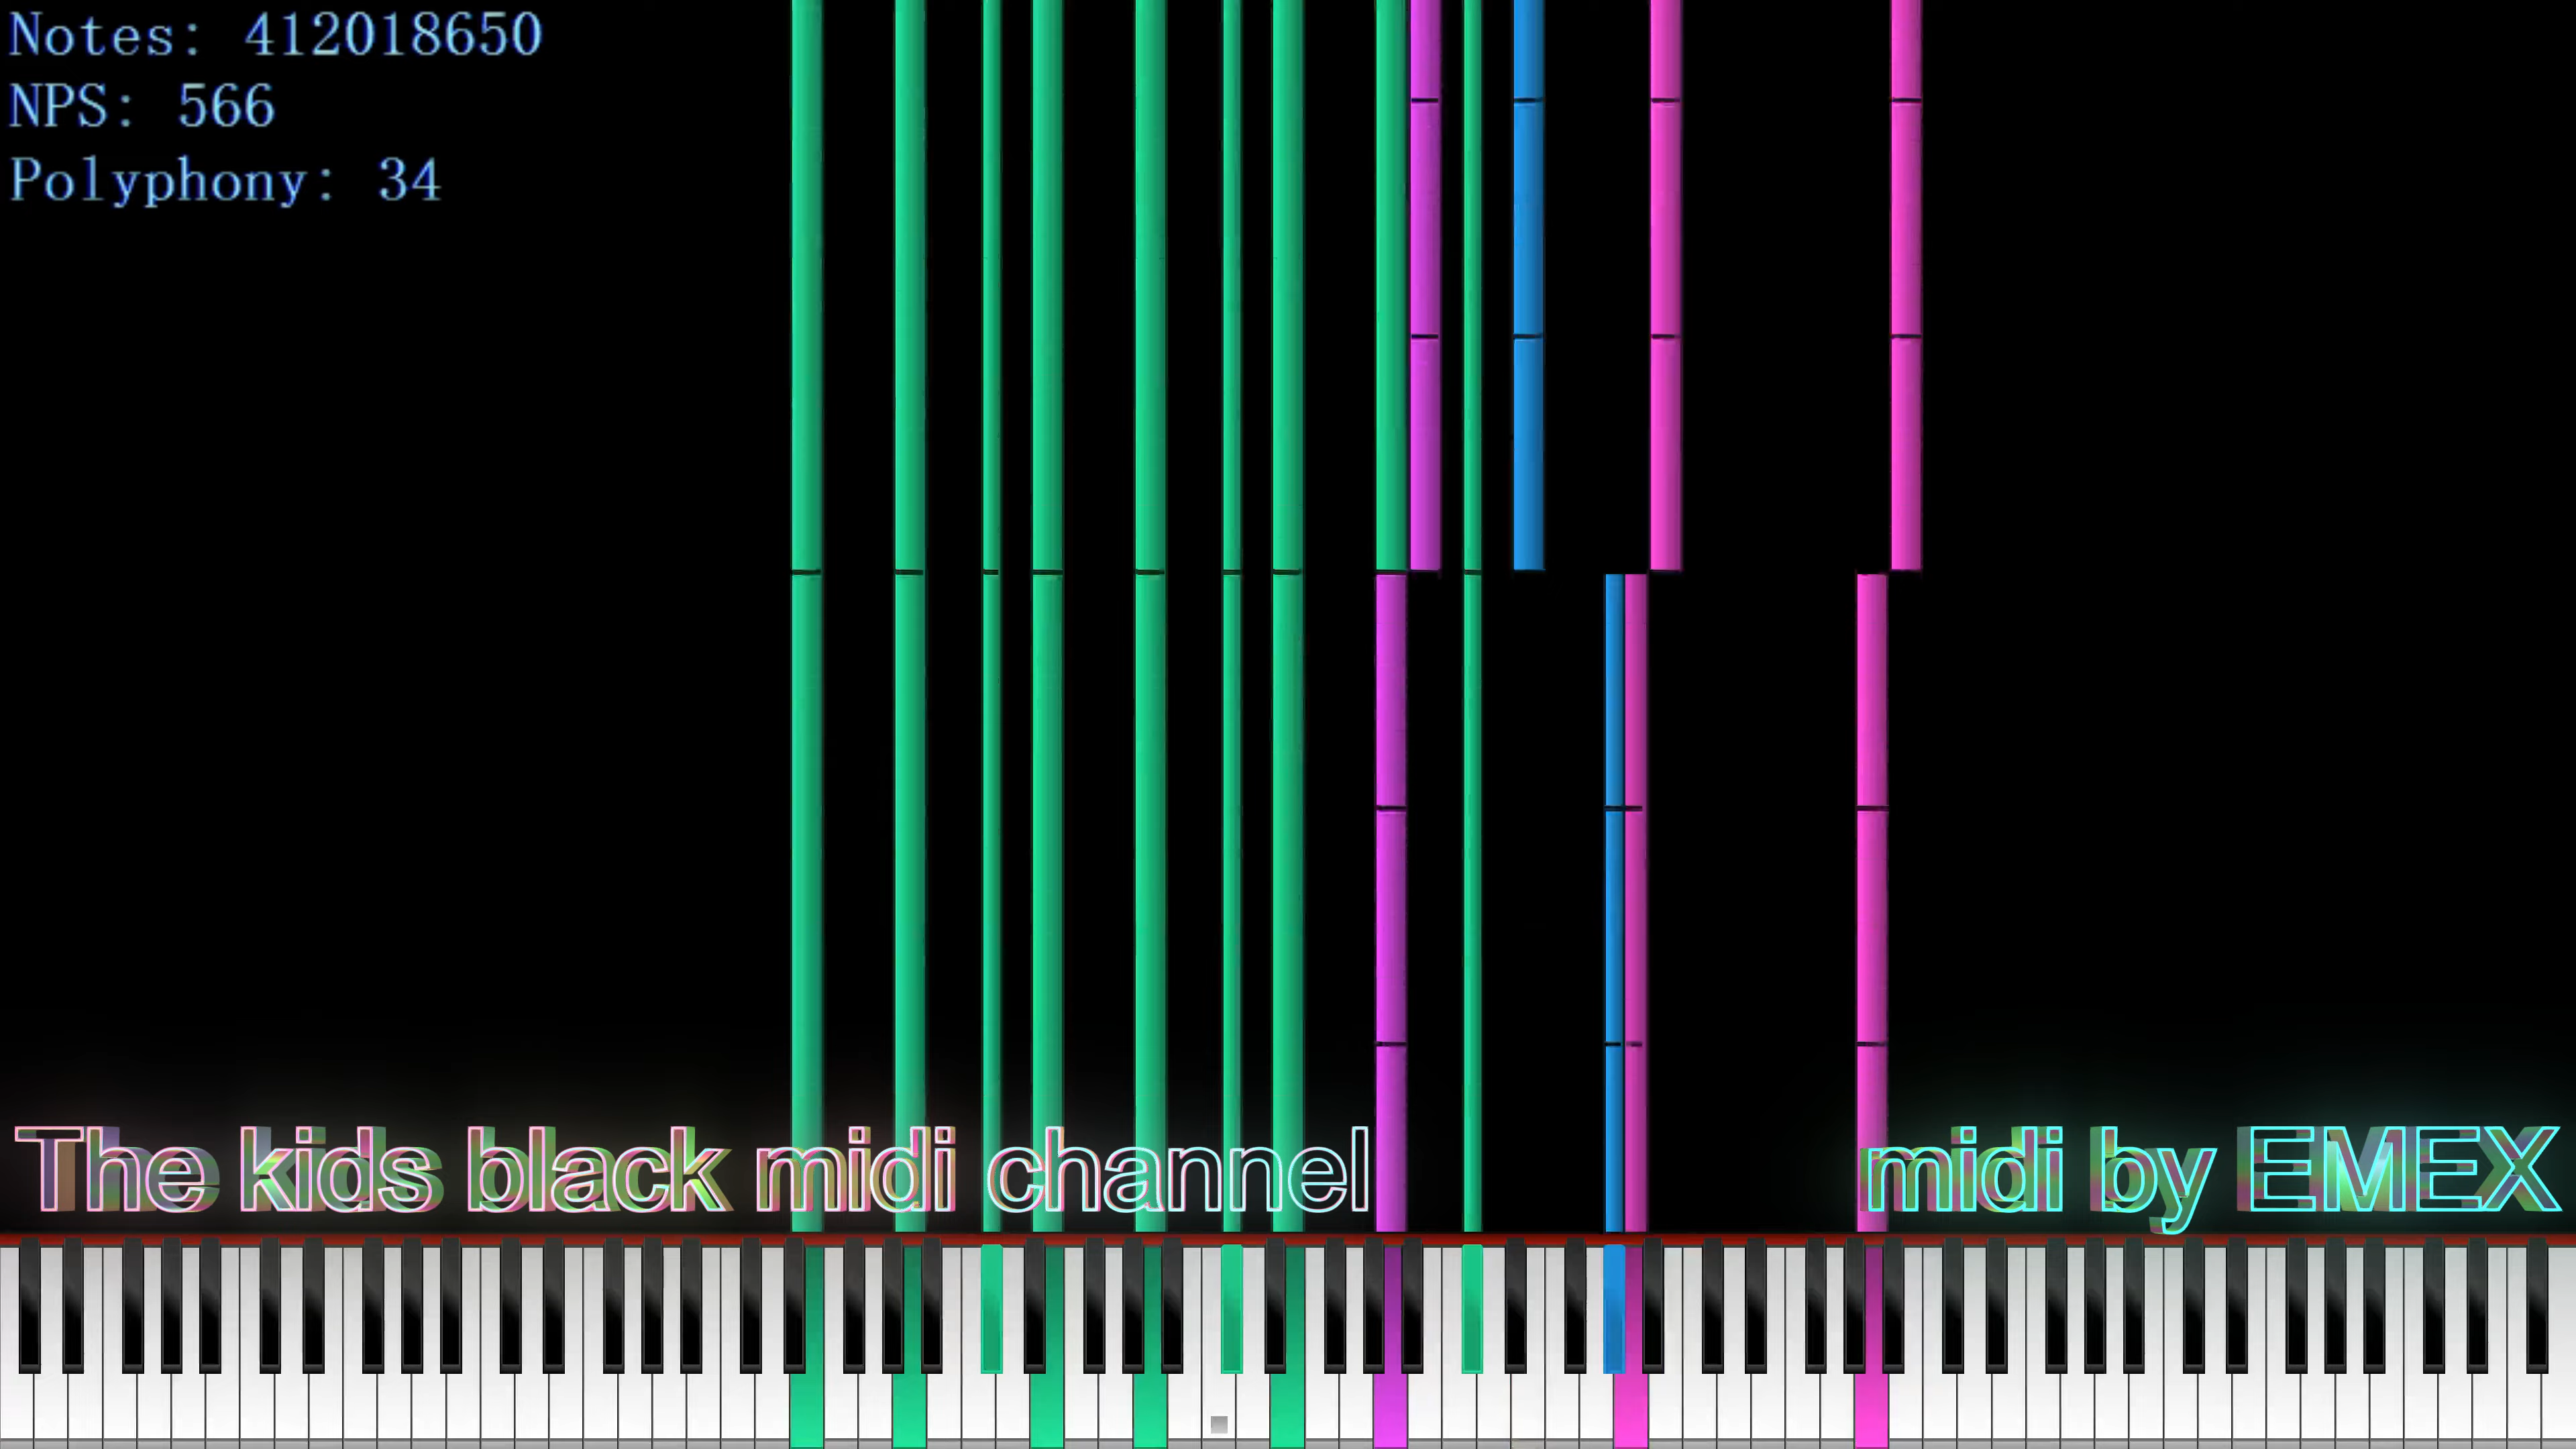 Notes: 412018650
NPS: 566
Polyphony: 34
The kids black midi channel
midi by EMEX